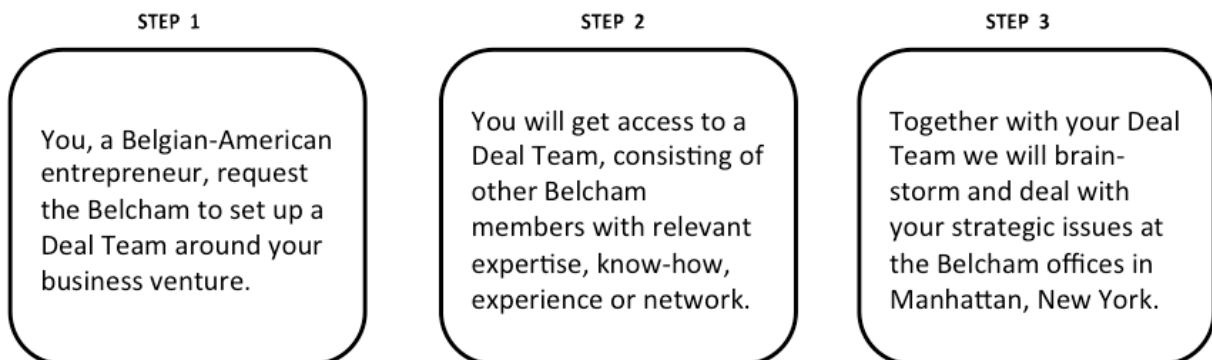 STEP 1
You, a Belgian-American
entrepreneur, request
the Belcham to set up a
Deal Team around your
business venture.
STEP 2
You will get access to a
Deal Team, consisting of
other Belcham
members with relevant
expertise, know-how,
experience or network.
STEP 3
Together with your Deal
Team we will brain-
storm and deal with
your strategic issues at
the Belcham offices in
Manhattan, New York.